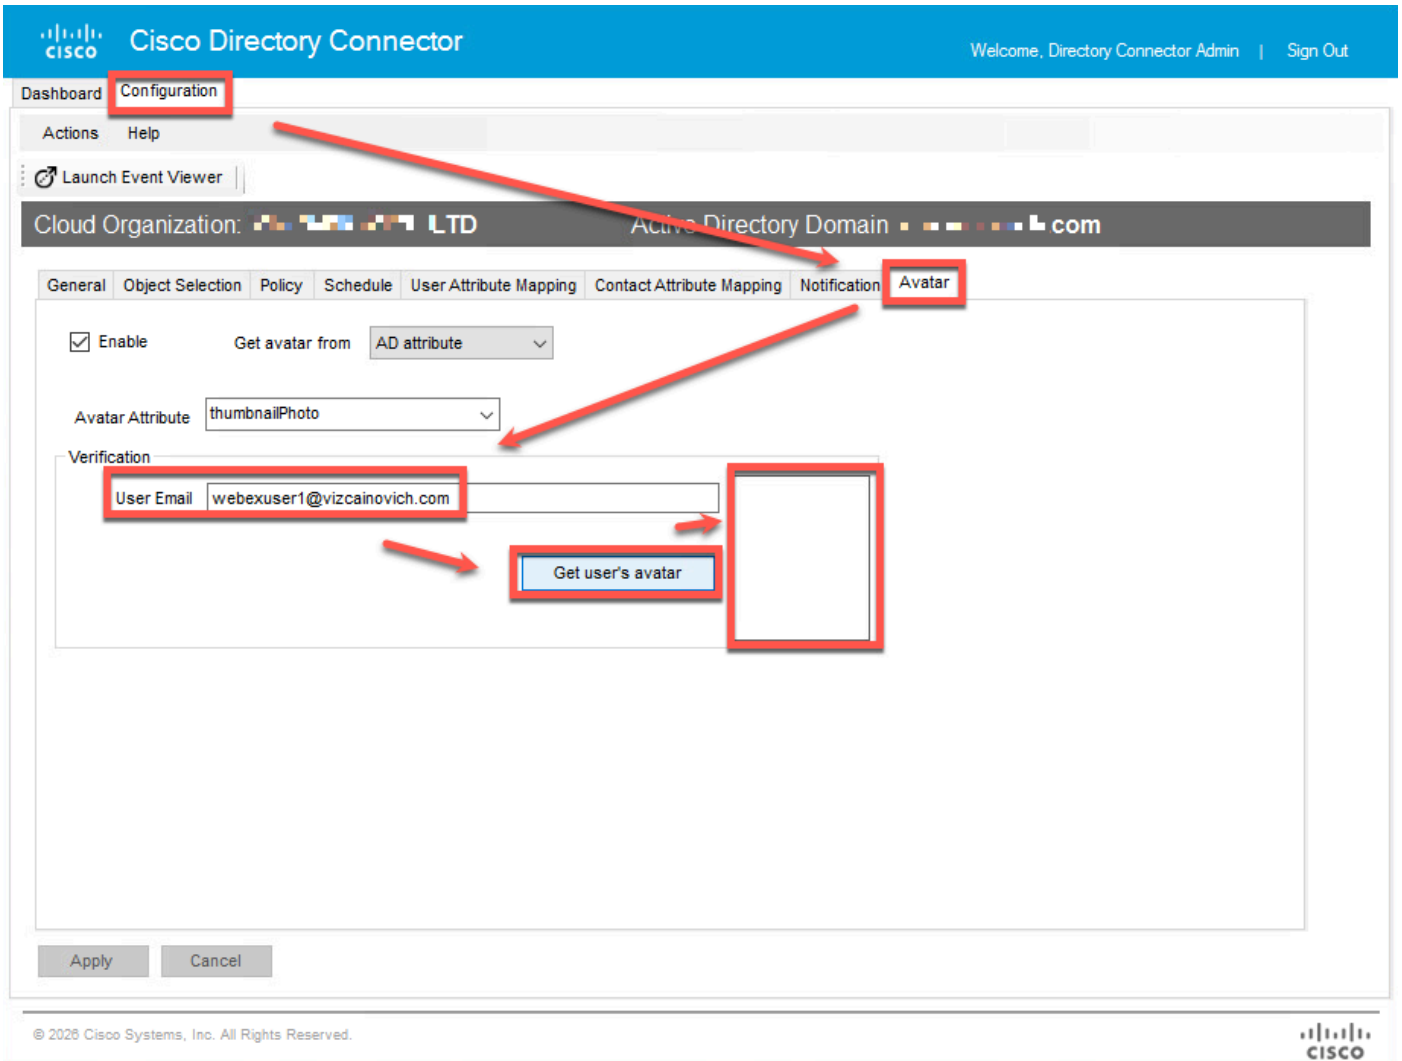 cisco Cisco Directory Connector
Welcome, Directory Connector Admin | Sign Out
Dashboard Configuration
Actions Help
Launch Event Viewer
Cloud Organization: LTD Active Directory Domain .com
General Object Selection Policy Schedule User Attribute Mapping Contact Attribute Mapping Notification Avatar
Enable Get avatar from AD attribute
Avatar Attribute thumbnailPhoto
Verification
User Email webexuser1@vizcainovich.com
Get user's avatar
Apply Cancel
© 2026 Cisco Systems, Inc. All Rights Reserved.
cisco